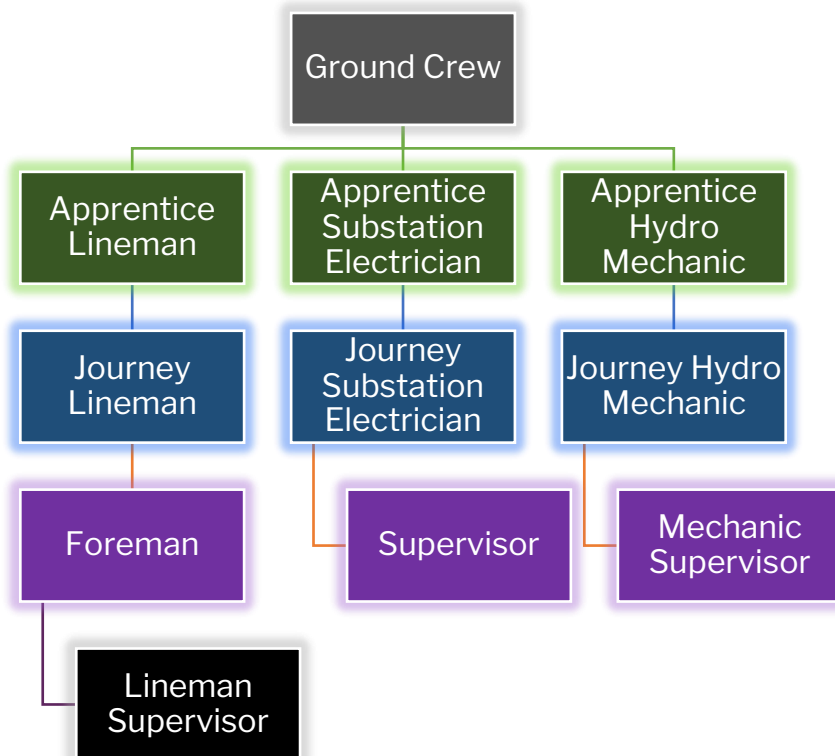 Ground Crew
Apprentice
Lineman
Apprentice
Substation
Electrician
Apprentice
Hydro
Mechanic
Journey
Lineman
Journey
Substation
Electrician
Journey Hydro
Mechanic
Foreman
Supervisor
Mechanic
Supervisor
Lineman
Supervisor